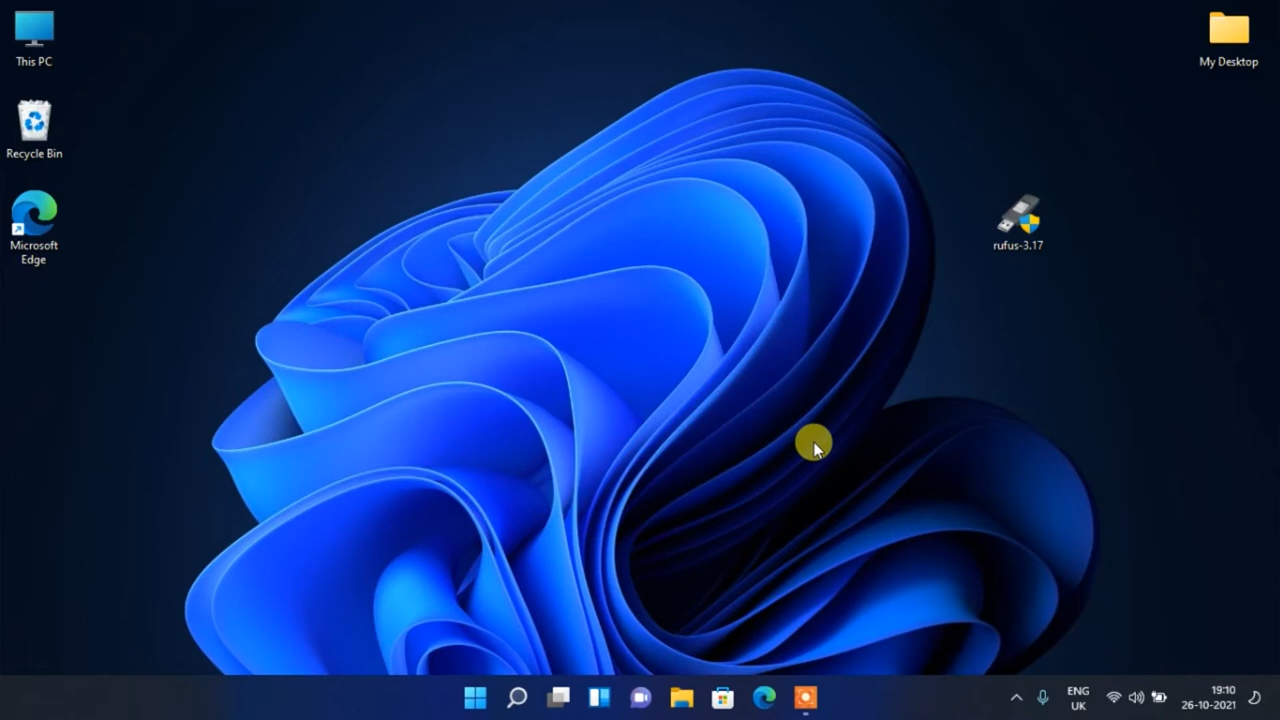 This PC
My Desktop
Recycle Bin
Microsoft
Edge
rufus-3.17
ENG
UK
19:10
26-10-2021